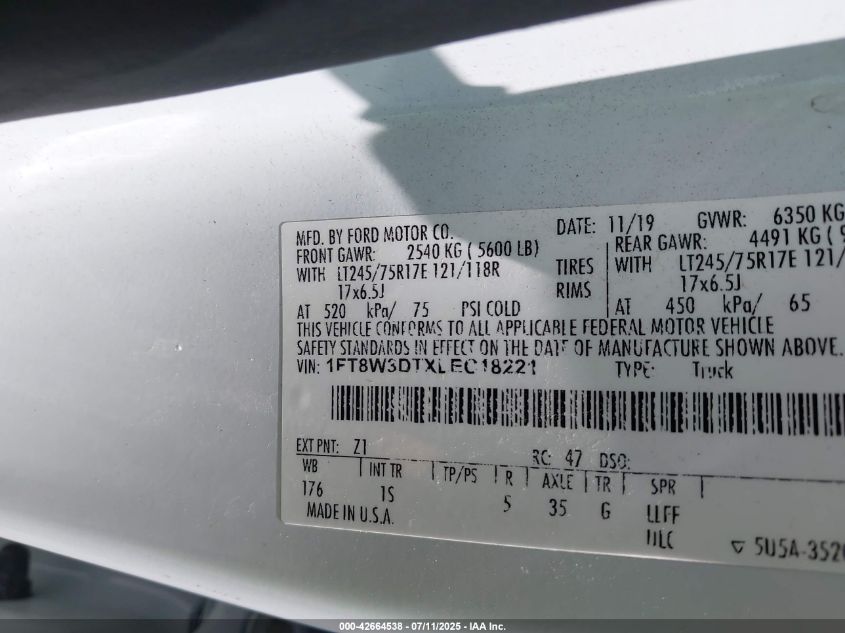 MFD. BY FORD MOTOR CO.
DATE: 11/19 GVWR: 6350 KG
FRONT GAWR: 2540 KG ( 5600 LB)
REAR GAWR: 4491 KG ( 9
WITH LT245/75R17E 121/118R TIRES WITH LT245/75R17E 121/
17x6.5J RIMS 17x6.5J
AT 520 kPa/ 75 PSI COLD AT 450 kPa/ 65
THIS VEHICLE CONFORMS TO ALL APPLICABLE FEDERAL MOTOR VEHICLE
SAFETY STANDARDS IN EFFECT ON THE DATE OF MANUFACTURE SHOWN ABOVE.
VIN: 1FT8W3DTXLEC18221 TYPE: Truck
EXT PNT: Z1 RC: 47 DSO:
WB INT TR TP/PS R AXLE TR SPR
176 1S 5 35 G LLFF
MADE IN U.S.A.
5U5A-3520
000-42664538 - 07/11/2025 - IAA Inc.